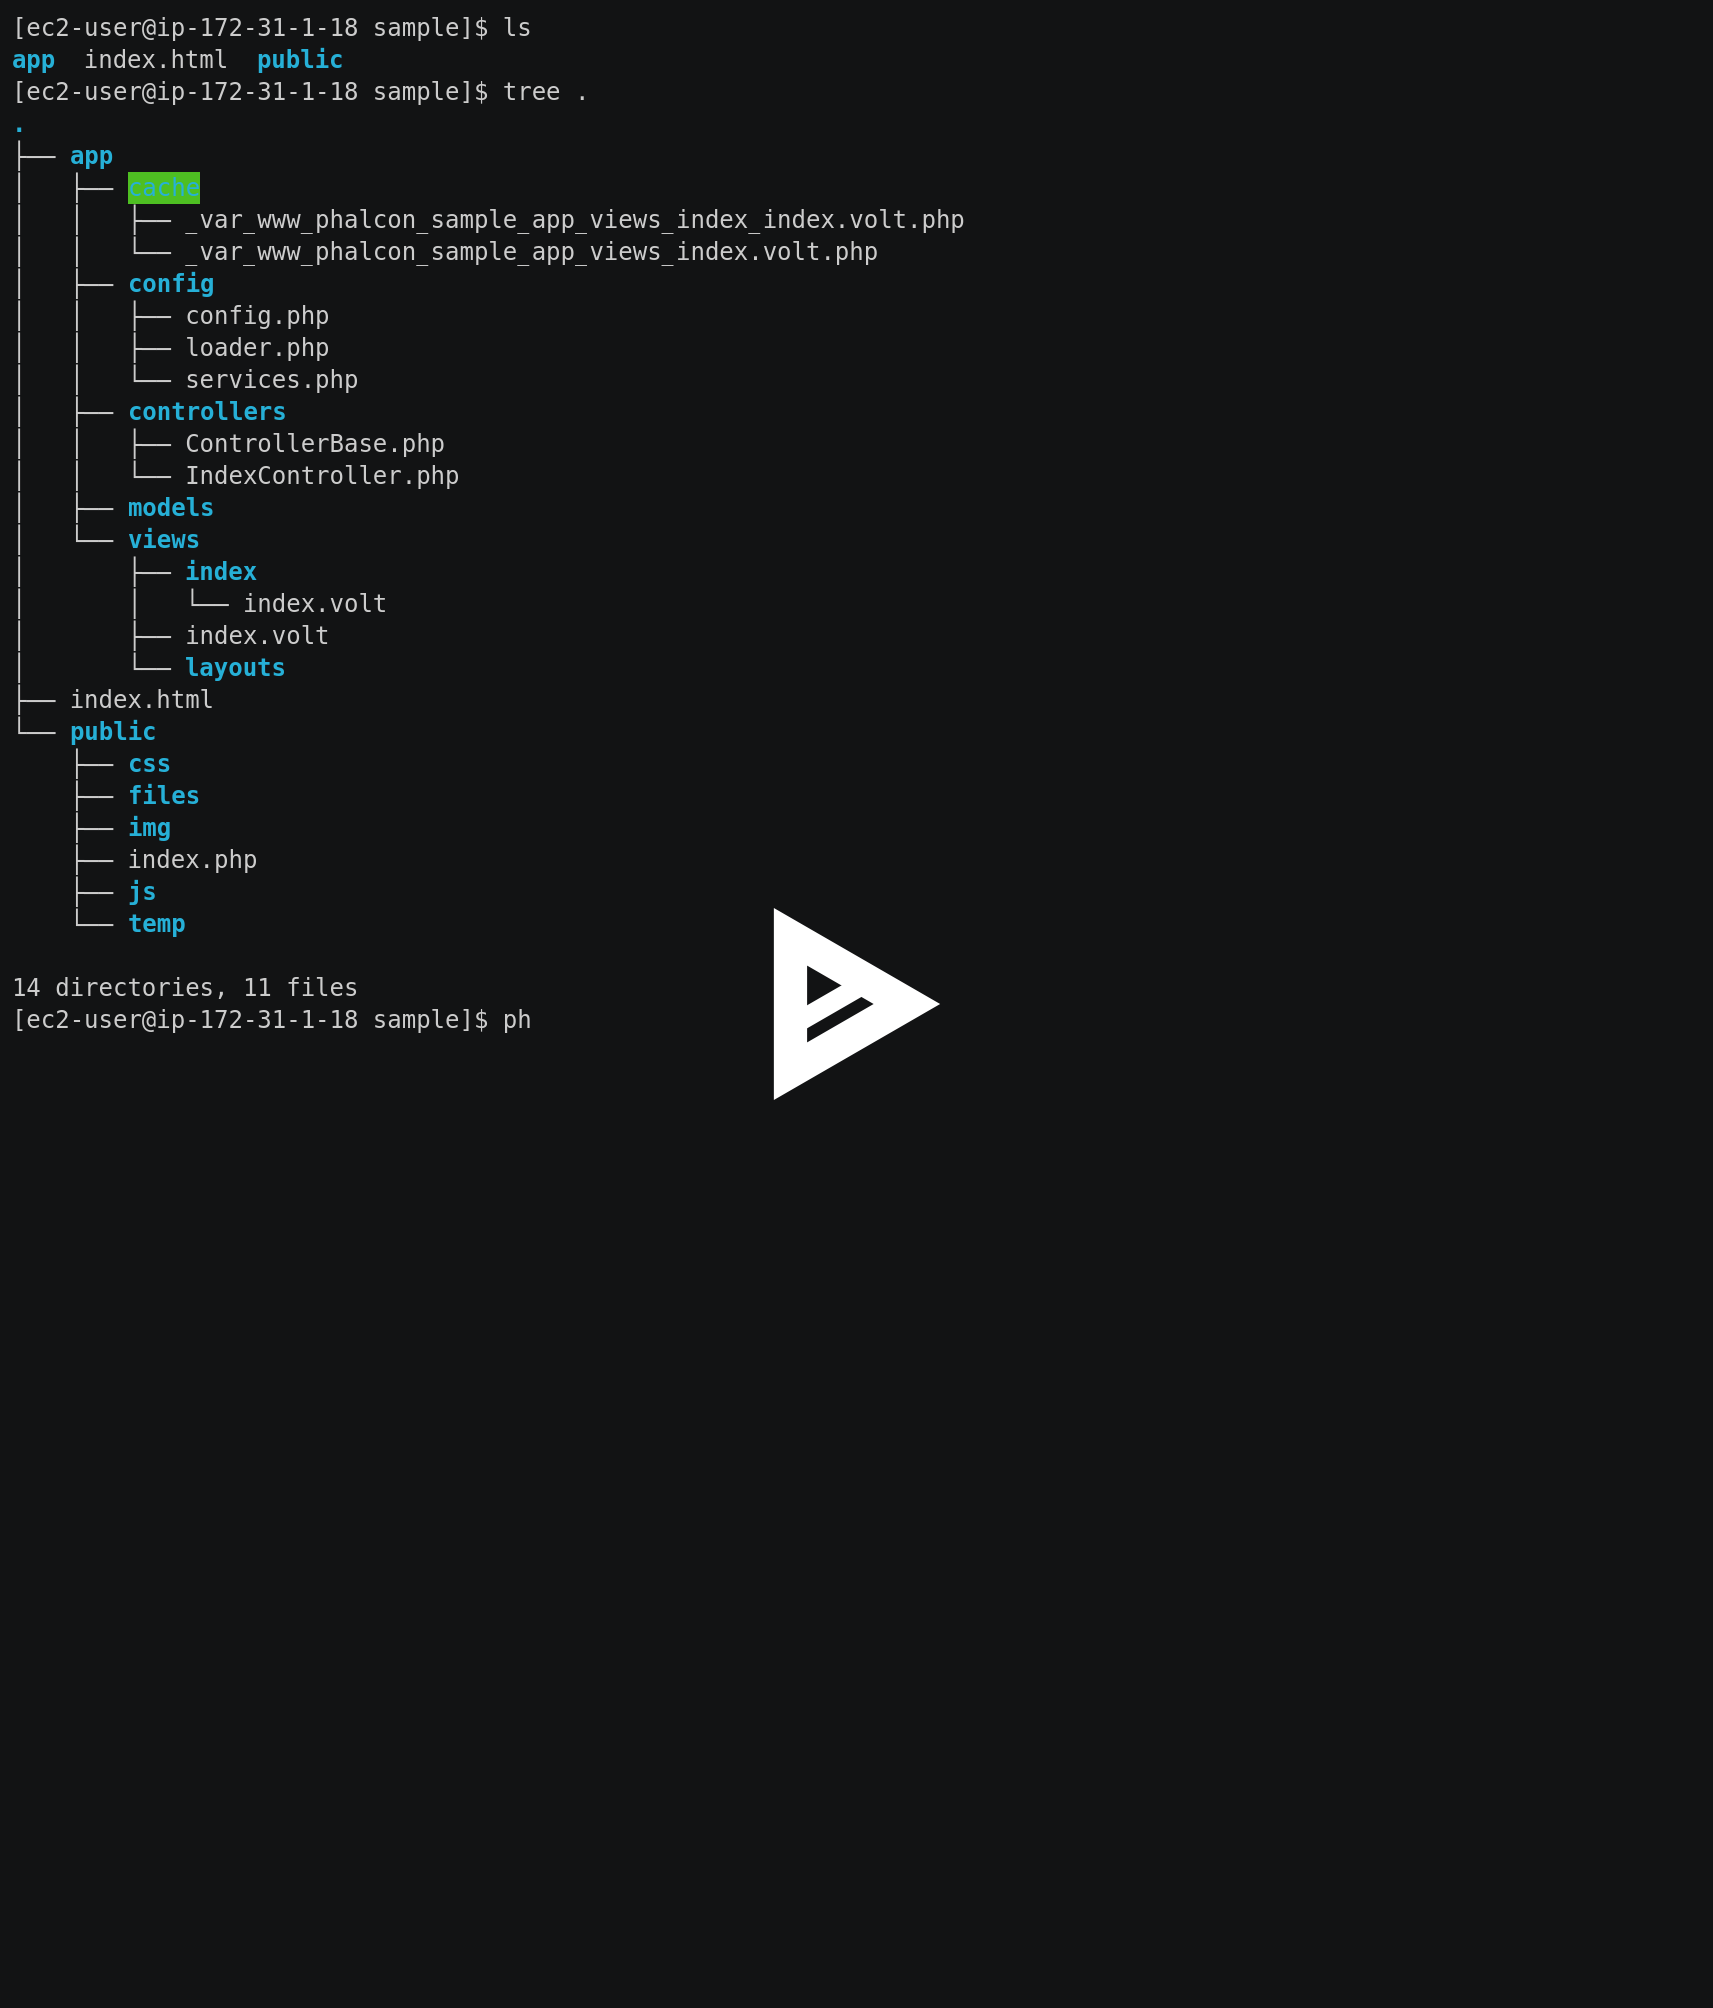 [ec2-user@ip-172-31-1-18 sample]$ ls
app  index.html  public
[ec2-user@ip-172-31-1-18 sample]$ tree .
.
├── app
│   ├── cache
│   │   ├── _var_www_phalcon_sample_app_views_index_index.volt.php
│   │   └── _var_www_phalcon_sample_app_views_index.volt.php
│   ├── config
│   │   ├── config.php
│   │   ├── loader.php
│   │   └── services.php
│   ├── controllers
│   │   ├── ControllerBase.php
│   │   └── IndexController.php
│   ├── models
│   └── views
│       ├── index
│       │   └── index.volt
│       ├── index.volt
│       └── layouts
├── index.html
└── public
    ├── css
    ├── files
    ├── img
    ├── index.php
    ├── js
    └── temp

14 directories, 11 files
[ec2-user@ip-172-31-1-18 sample]$ ph